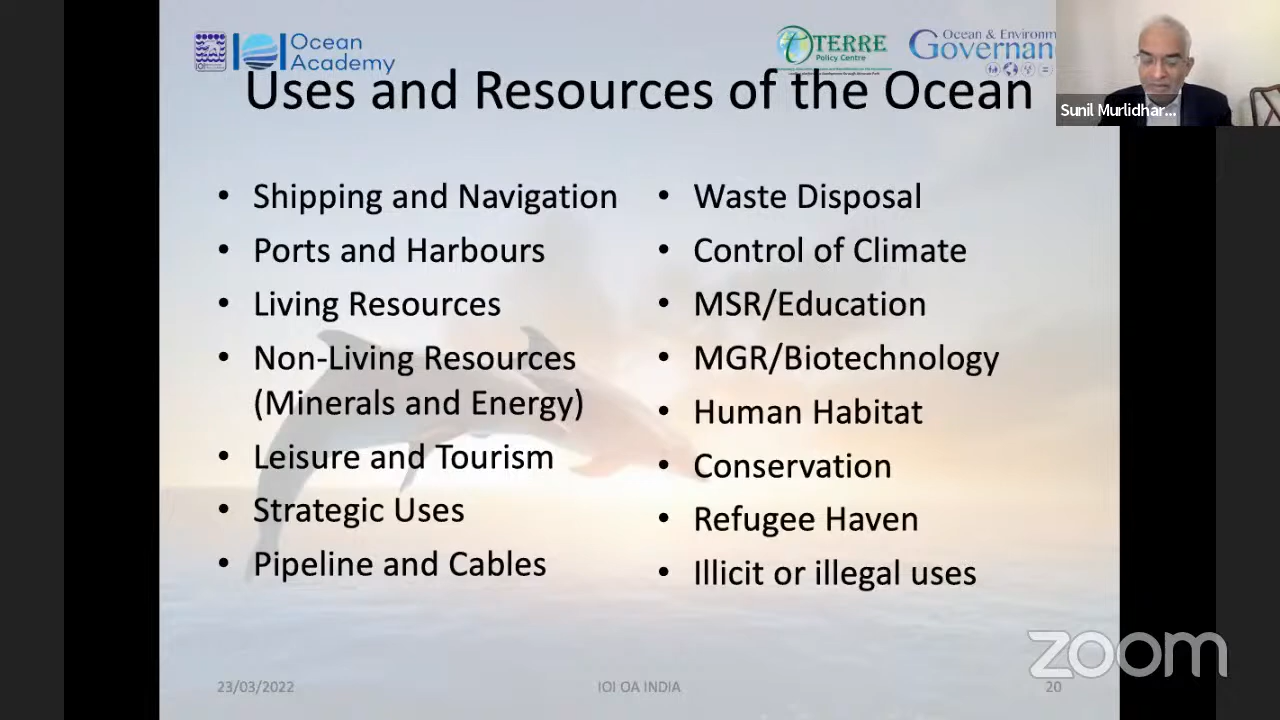 IOI
Ocean
Academy
TERRE
Policy Centre
Ocean & Environm
Governan
Uses and Resources of the Ocean
Sunil Murlidhar...
• Shipping and Navigation
• Ports and Harbours
• Living Resources
• Non-Living Resources
(Minerals and Energy)
• Leisure and Tourism
• Strategic Uses
• Pipeline and Cables
• Waste Disposal
• Control of Climate
• MSR/Education
• MGR/Biotechnology
• Human Habitat
• Conservation
• Refugee Haven
• Illicit or illegal uses
zoom
23/03/2022
IOI OA INDIA
20